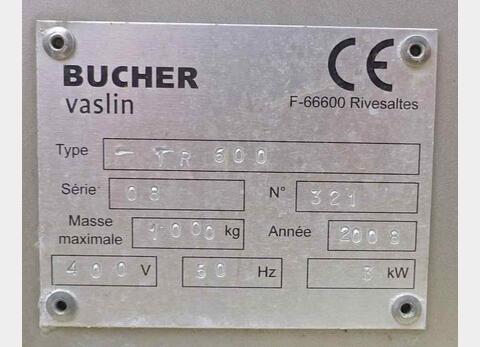 BUCHER
vaslin
CE
F-66600 Rivesaltes
Type - TR 600
Série 08 N° 321
Masse maximale 1000 kg Année 2008
400 V 50 Hz 3 kW